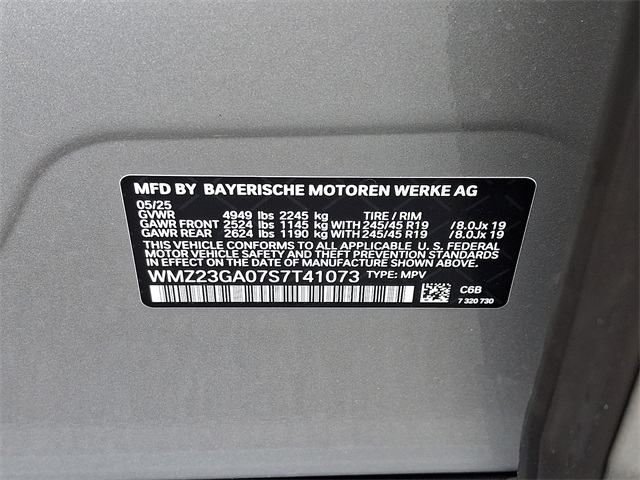 MFD BY BAYERISCHE MOTOREN WERKE AG
05/25
GVWR 4949 lbs 2245 kg TIRE / RIM
GAWR FRONT 2524 lbs 1145 kg WITH 245/45 R19 /8.0Jx 19
GAWR REAR 2624 lbs 1190 kg WITH 245/45 R19 /8.0Jx 19
THIS VEHICLE CONFORMS TO ALL APPLICABLE U. S. FEDERAL
MOTOR VEHICLE SAFETY AND THEFT PREVENTION STANDARDS
IN EFFECT ON THE DATE OF MANUFACTURE SHOWN ABOVE.
WMZ23GA07S7T41073 TYPE: MPV
C6B
7 320 730